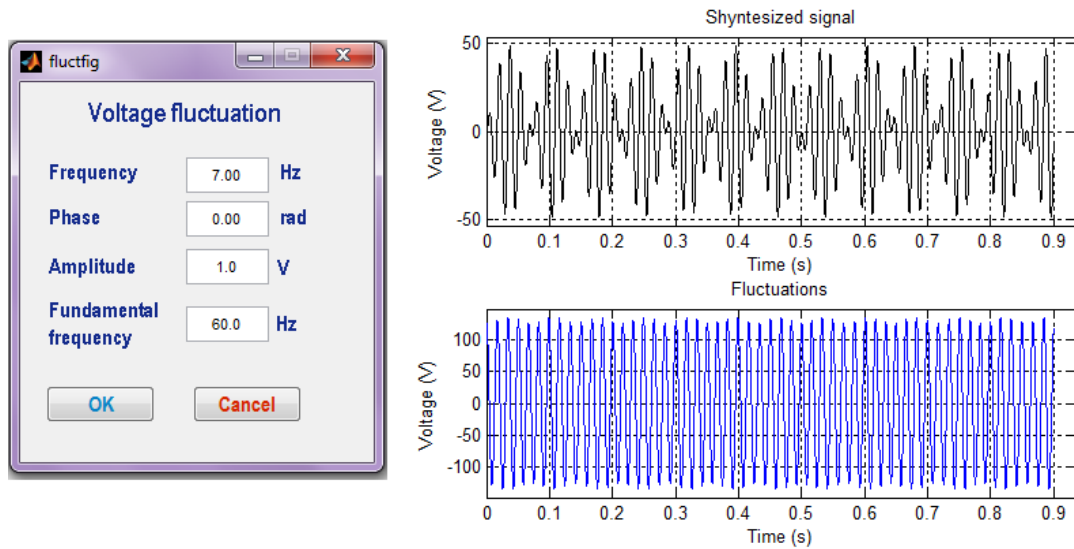 fluctfig
Voltage fluctuation
Frequency 7.00 Hz
Phase 0.00 rad
Amplitude 1.0 V
Fundamental
frequency 60.0 Hz
OK Cancel
Shyntesized signal
Voltage (V)
50
0
-50
0 0.1 0.2 0.3 0.4 0.5 0.6 0.7 0.8 0.9
Time (s)
Fluctuations
Voltage (V)
100
50
0
-50
-100
0 0.1 0.2 0.3 0.4 0.5 0.6 0.7 0.8 0.9
Time (s)